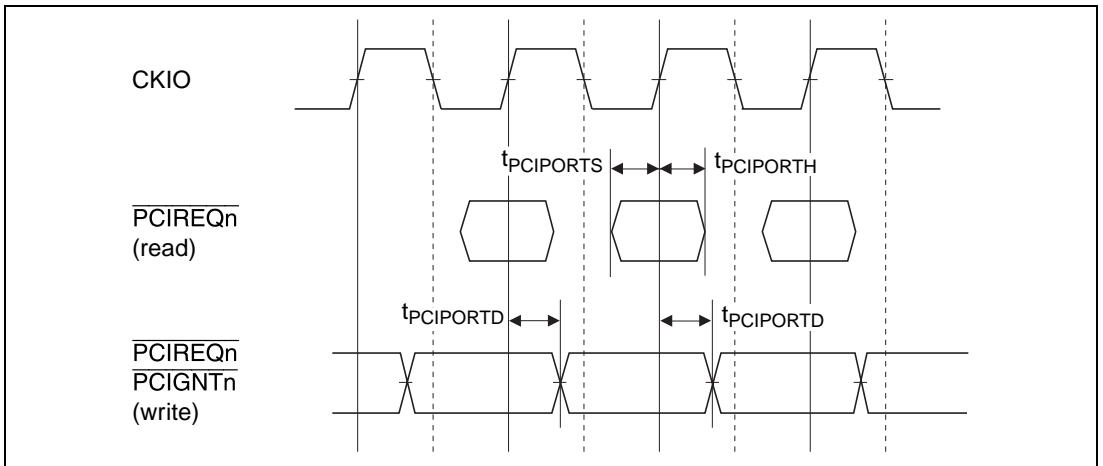 CKIO
tPCIPORTS tPCIPORTH
PCIREQn
(read)
tPCIPORTD tPCIPORTD
PCIREQn
PCIGNTn
(write)